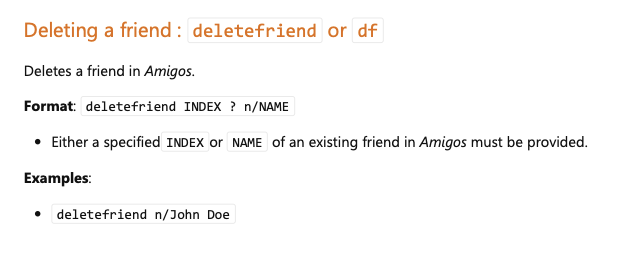 Deleting a friend : deletefriend or df
Deletes a friend in Amigos.
Format: deletefriend INDEX ? n/NAME
• Either a specified INDEX or NAME of an existing friend in Amigos must be provided.
Examples:
• deletefriend n/John Doe